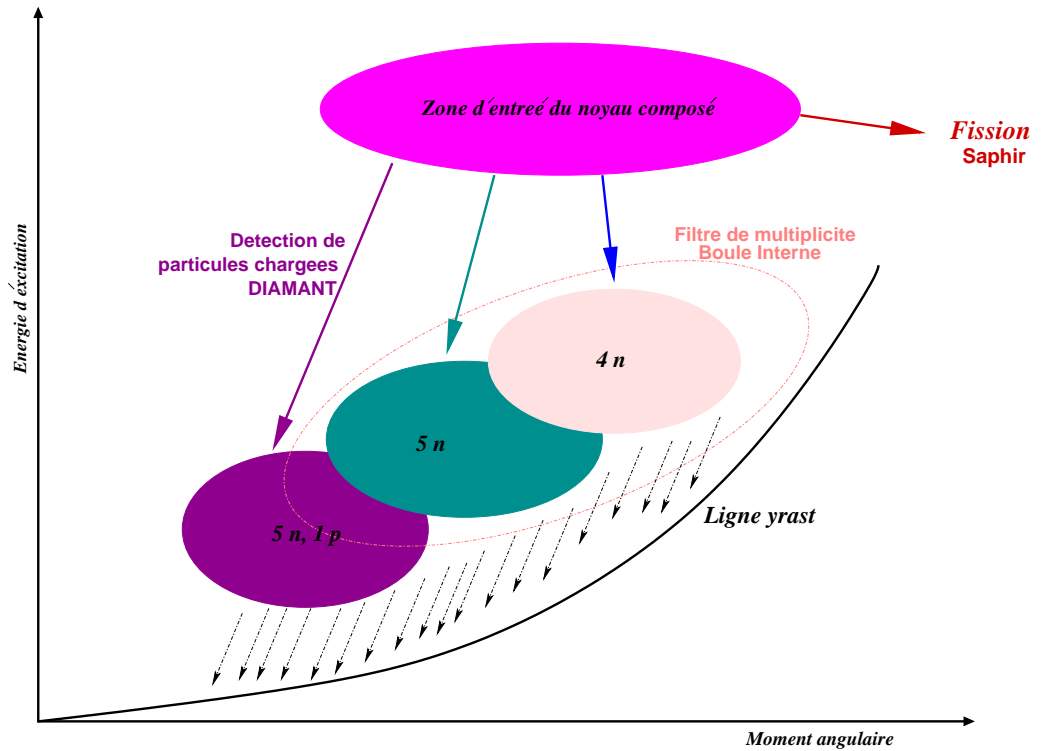 Zone d´entreé du noyau composé
Fission
Saphir
Filtre de multiplicite
Boule Interne
Detection de
particules chargees
DIAMANT
Energie d´éxcitation
4 n
5 n
5 n, 1 p
Ligne yrast
Moment angulaire